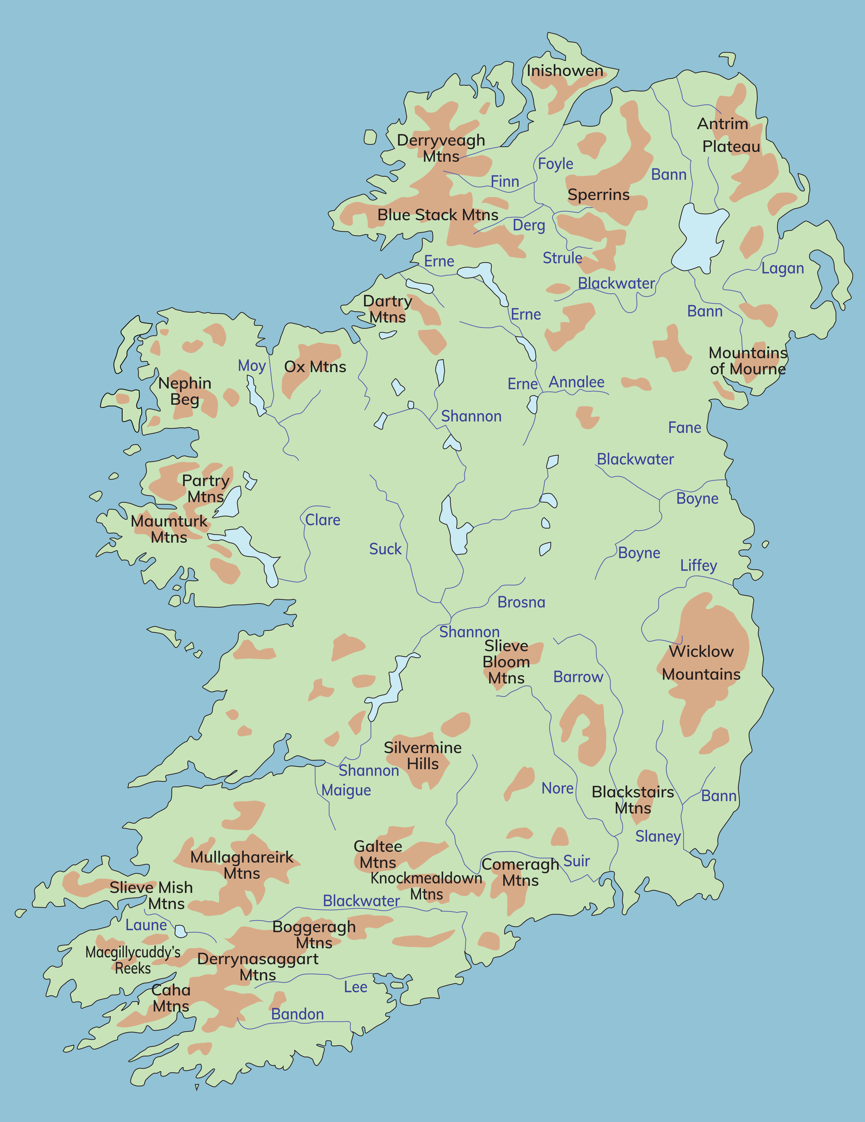 Inishowen
Antrim
Plateau
Derryveagh
Mtns
Foyle
Bann
Finn
Sperrins
Blue Stack Mtns
Derg
Strule
Erne
Lagan
Blackwater
Dartry
Mtns
Erne
Bann
Mountains
of Mourne
Moy
Ox Mtns
Nephin
Beg
Erne
Annalee
Shannon
Fane
Blackwater
Partry
Mtns
Boyne
Maumturk
Mtns
Clare
Suck
Boyne
Liffey
Brosna
Shannon
Slieve
Bloom
Mtns
Wicklow
Mountains
Barrow
Silvermine
Hills
Shannon
Maigue
Nore
Blackstairs
Mtns
Bann
Slaney
Galtee
Mtns
Mullaghareirk
Mtns
Comeragh
Mtns
Suir
Knockmealdown
Mtns
Slieve Mish
Mtns
Blackwater
Laune
Boggeragh
Mtns
Macgillycuddy's
Reeks
Derrynasaggart
Mtns
Caha
Mtns
Lee
Bandon